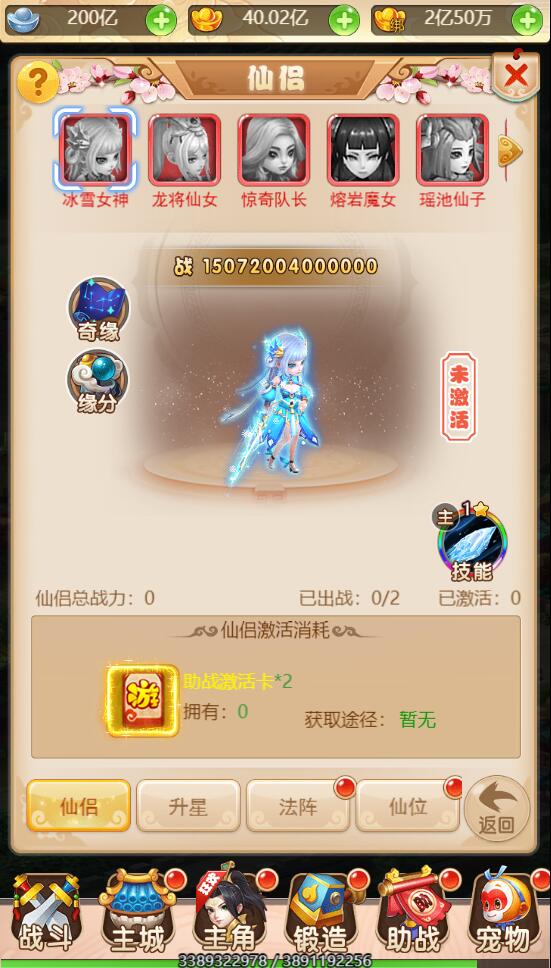 200亿 40.02亿 绑 2亿50万
仙侣
冰雪女神 龙将仙女 惊奇队长 熔岩魔女 瑶池仙子
战 15072004000000
奇缘
缘分
未激活
主 1
技能
仙侣总战力：0 已出战：0/2 已激活：0
仙侣激活消耗
游
助战激活卡*2
拥有：0 获取途径：暂无
仙侣 升星 法阵 仙位 返回
狂欢
战斗 主城 主角 锻造 助战 宠物
3389322978 / 3891192256